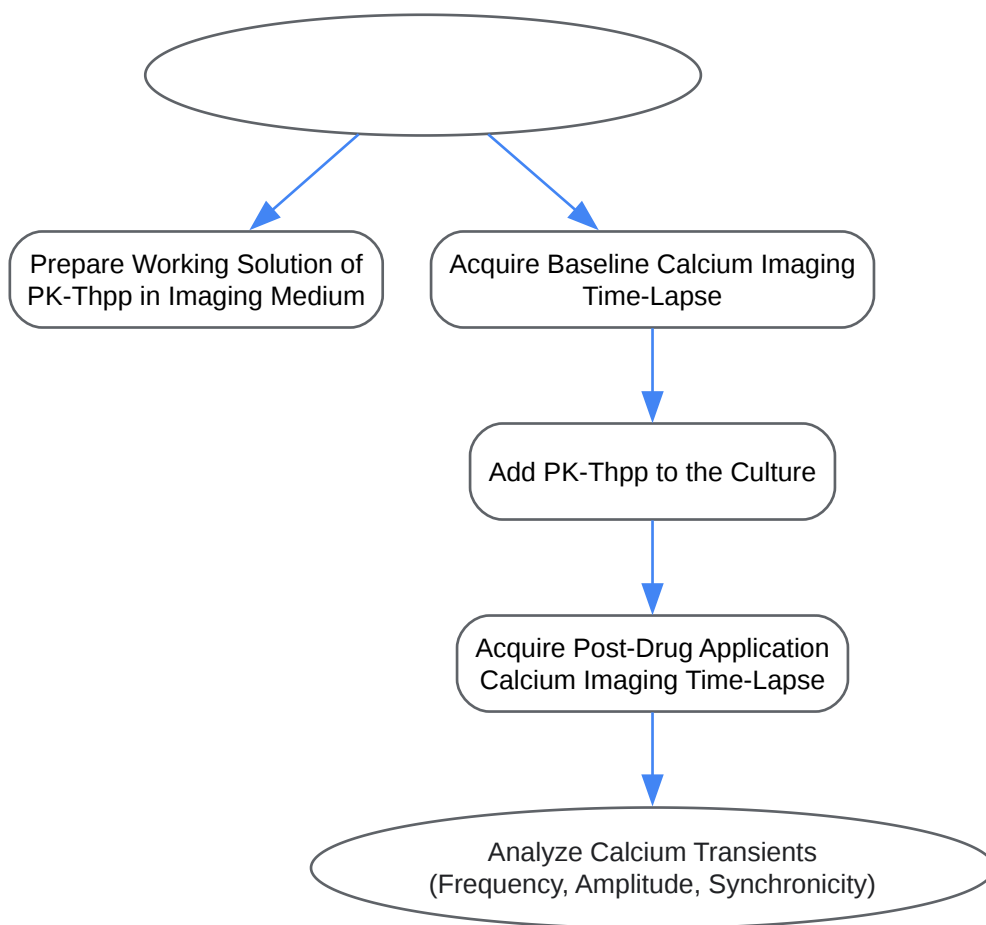 Prepare Working Solution of
PK-Thpp in Imaging Medium
Acquire Baseline Calcium Imaging
Time-Lapse
Add PK-Thpp to the Culture
Acquire Post-Drug Application
Calcium Imaging Time-Lapse
Analyze Calcium Transients
(Frequency, Amplitude, Synchronicity)